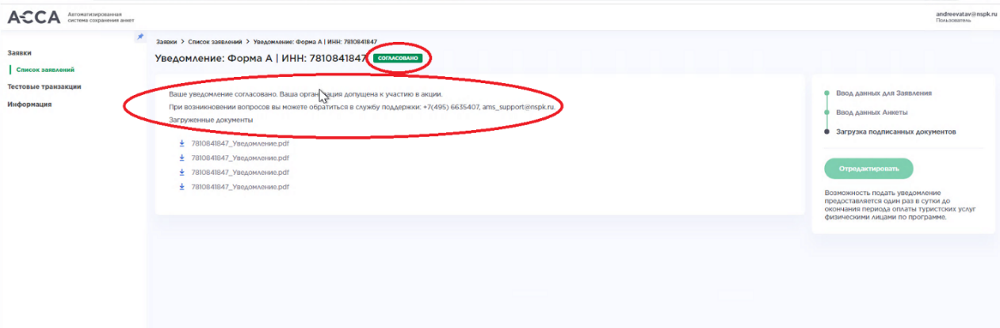 АССА
Автоматизированная
система сохранения анкет
andreevatav@nspk.ru
Пользователь
Заявки > Список заявлений > Уведомление: Форма А | ИНН: 7810841847
Заявки
Список заявлений
Тестовые транзакции
Информация
Уведомление: Форма А | ИНН: 7810841847 СОГЛАСОВАНО
Ваше уведомление согласовано. Ваша организация допущена к участию в акции.
При возникновении вопросов вы можете обратиться в службу поддержки: +7(495) 6635407, ams_support@nspk.ru.
Загруженные документы
7810841847_Уведомление.pdf
7810841847_Уведомление.pdf
7810841847_Уведомление.pdf
7810841847_Уведомление.pdf
Ввод данных для Заявления
Ввод данных Анкеты
Загрузка подписанных документов
Отредактировать
Возможность подать уведомление
предоставляется один раз в сутки до
окончания периода оплаты туристских услуг
физическими лицами по программе.